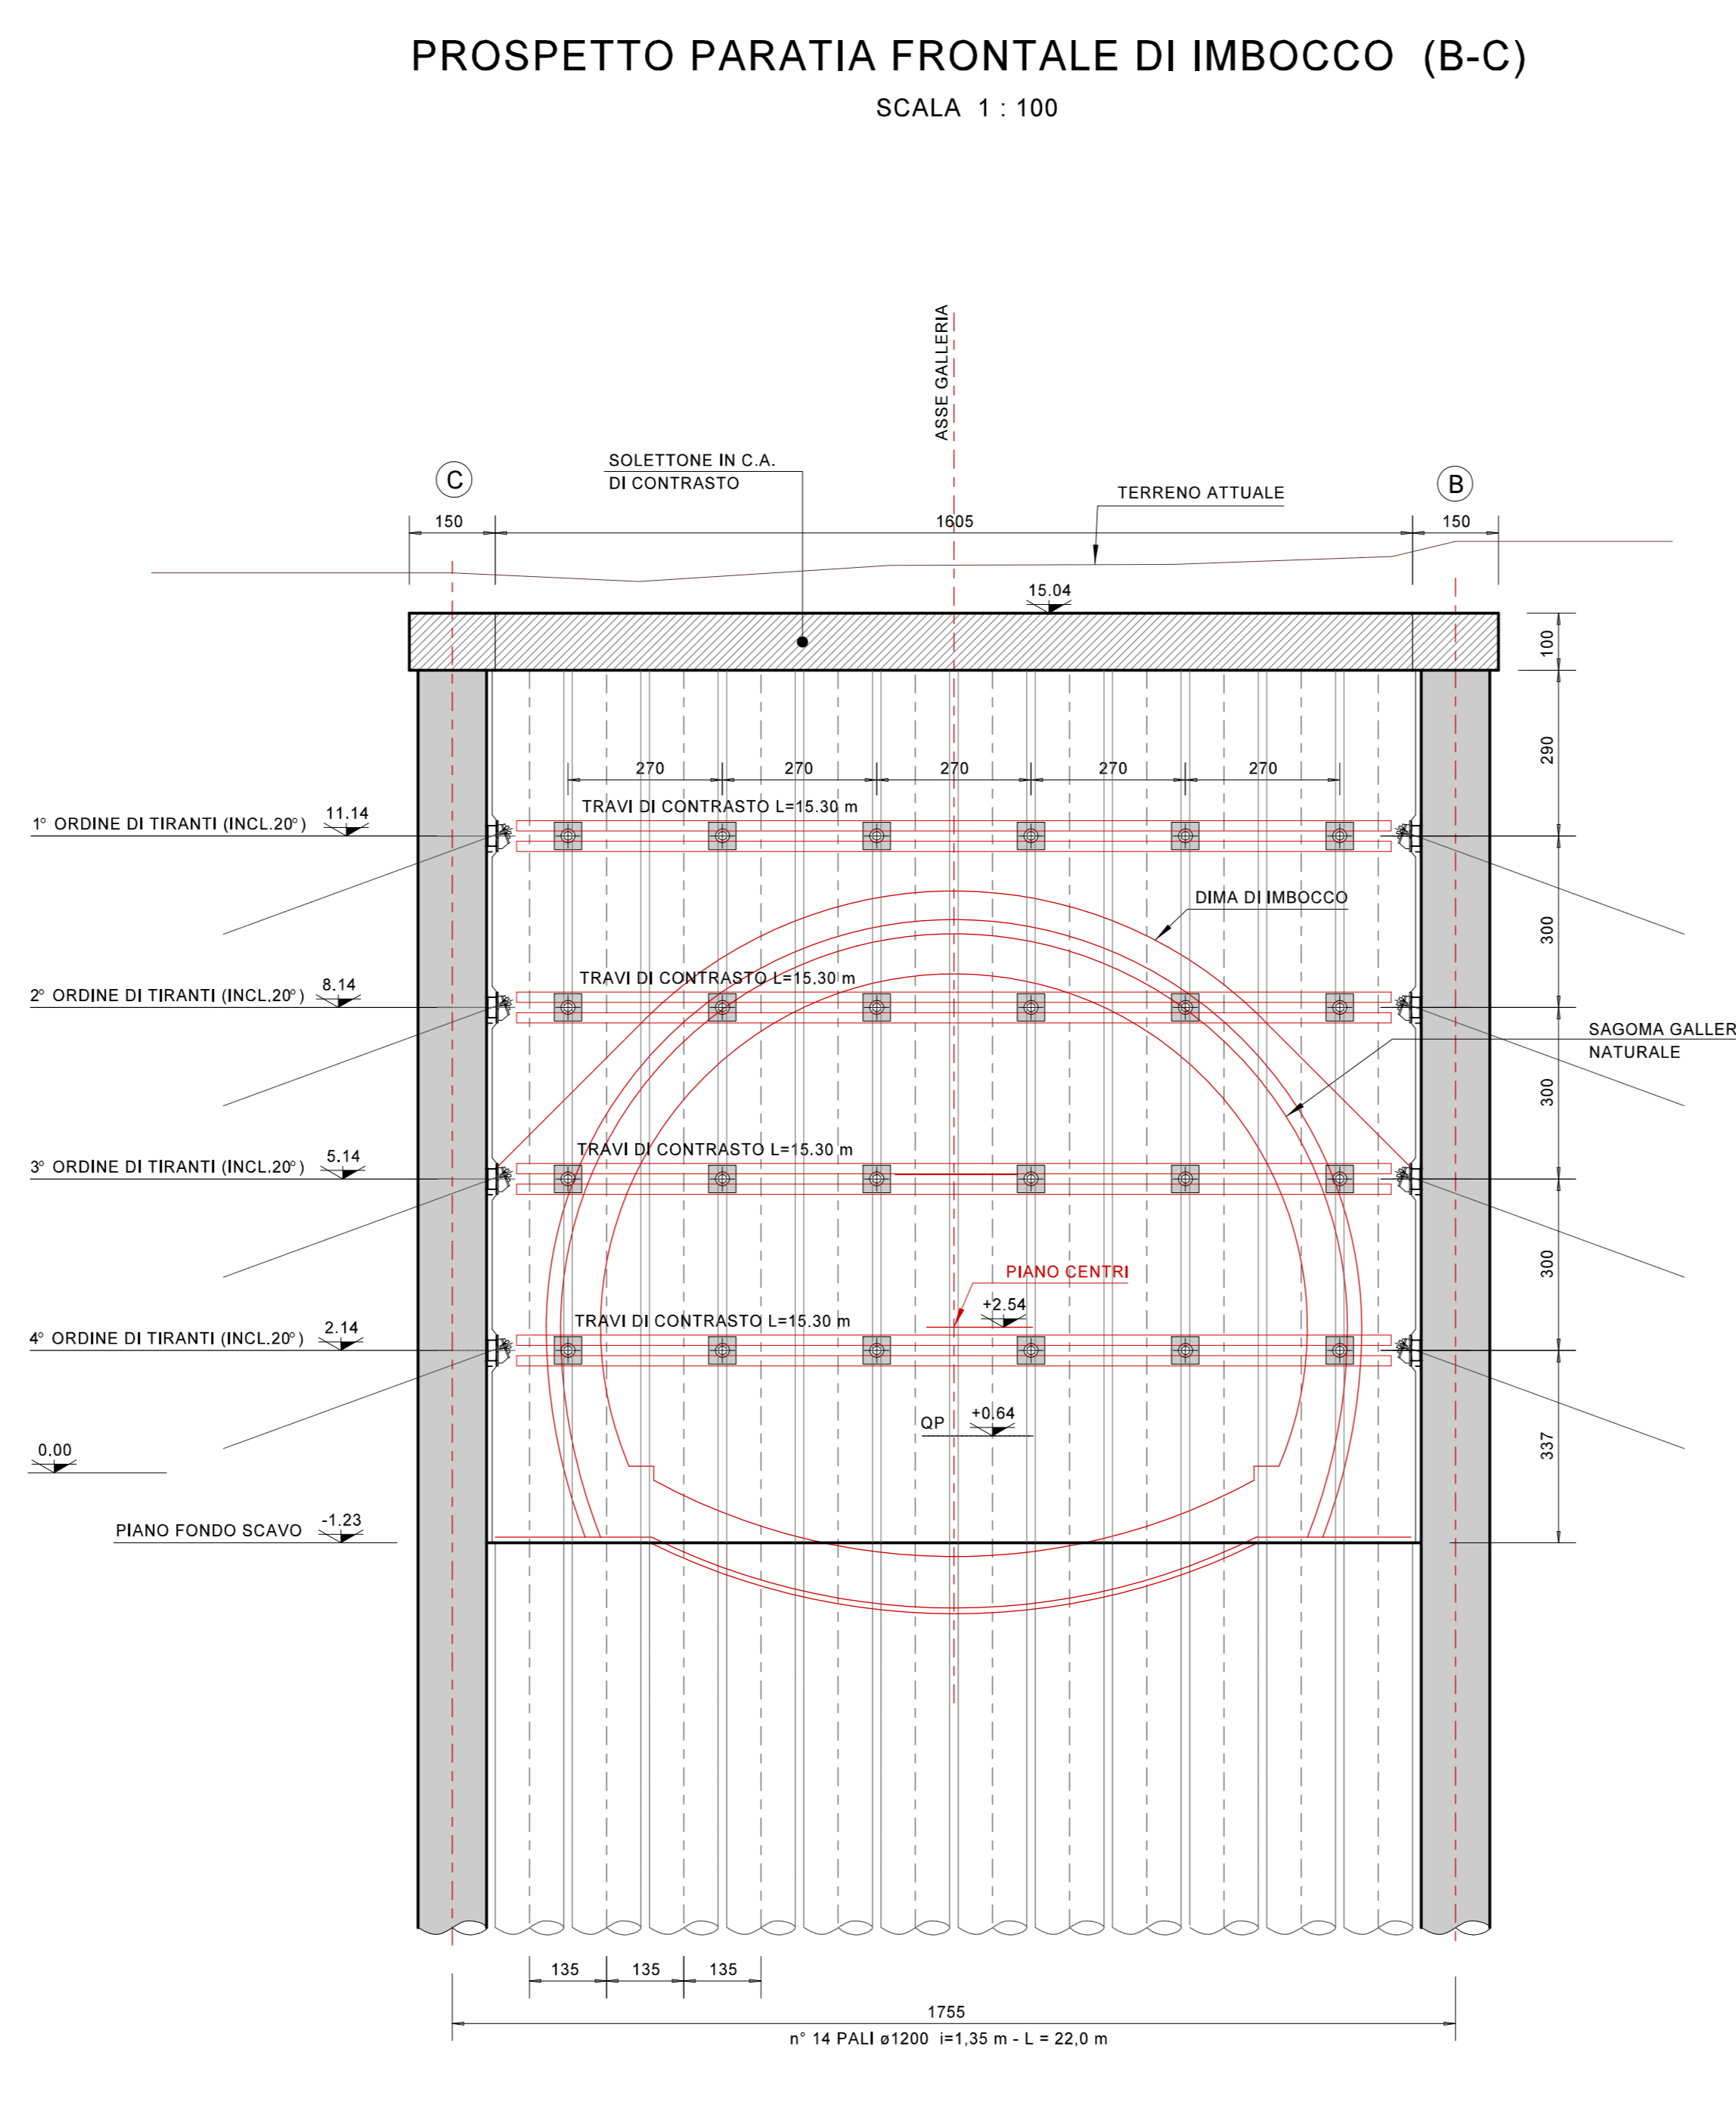 PROSPETTO PARATIA FRONTALE DI IMBOCCO (B-C)
SCALA 1 : 100
ASSE GALLERIA
SOLETTONE IN C.A.
DI CONTRASTO
C
TERRENO ATTUALE
B
150
1605
150
15.04
100
290
270
270
270
270
270
TRAVI DI CONTRASTO L=15.30 m
1° ORDINE DI TIRANTI (INCL.20°)
11.14
DIMA DI IMBOCCO
300
TRAVI DI CONTRASTO L=15.30 m
2° ORDINE DI TIRANTI (INCL.20°)
8.14
SAGOMA GALLER
NATURALE
300
TRAVI DI CONTRASTO L=15.30 m
3° ORDINE DI TIRANTI (INCL.20°)
5.14
300
PIANO CENTRI
+2.54
TRAVI DI CONTRASTO L=15.30 m
4° ORDINE DI TIRANTI (INCL.20°)
2.14
QP
+0.64
337
0.00
PIANO FONDO SCAVO
-1.23
135
135
135
1755
n° 14 PALI ø1200 i=1,35 m - L = 22,0 m